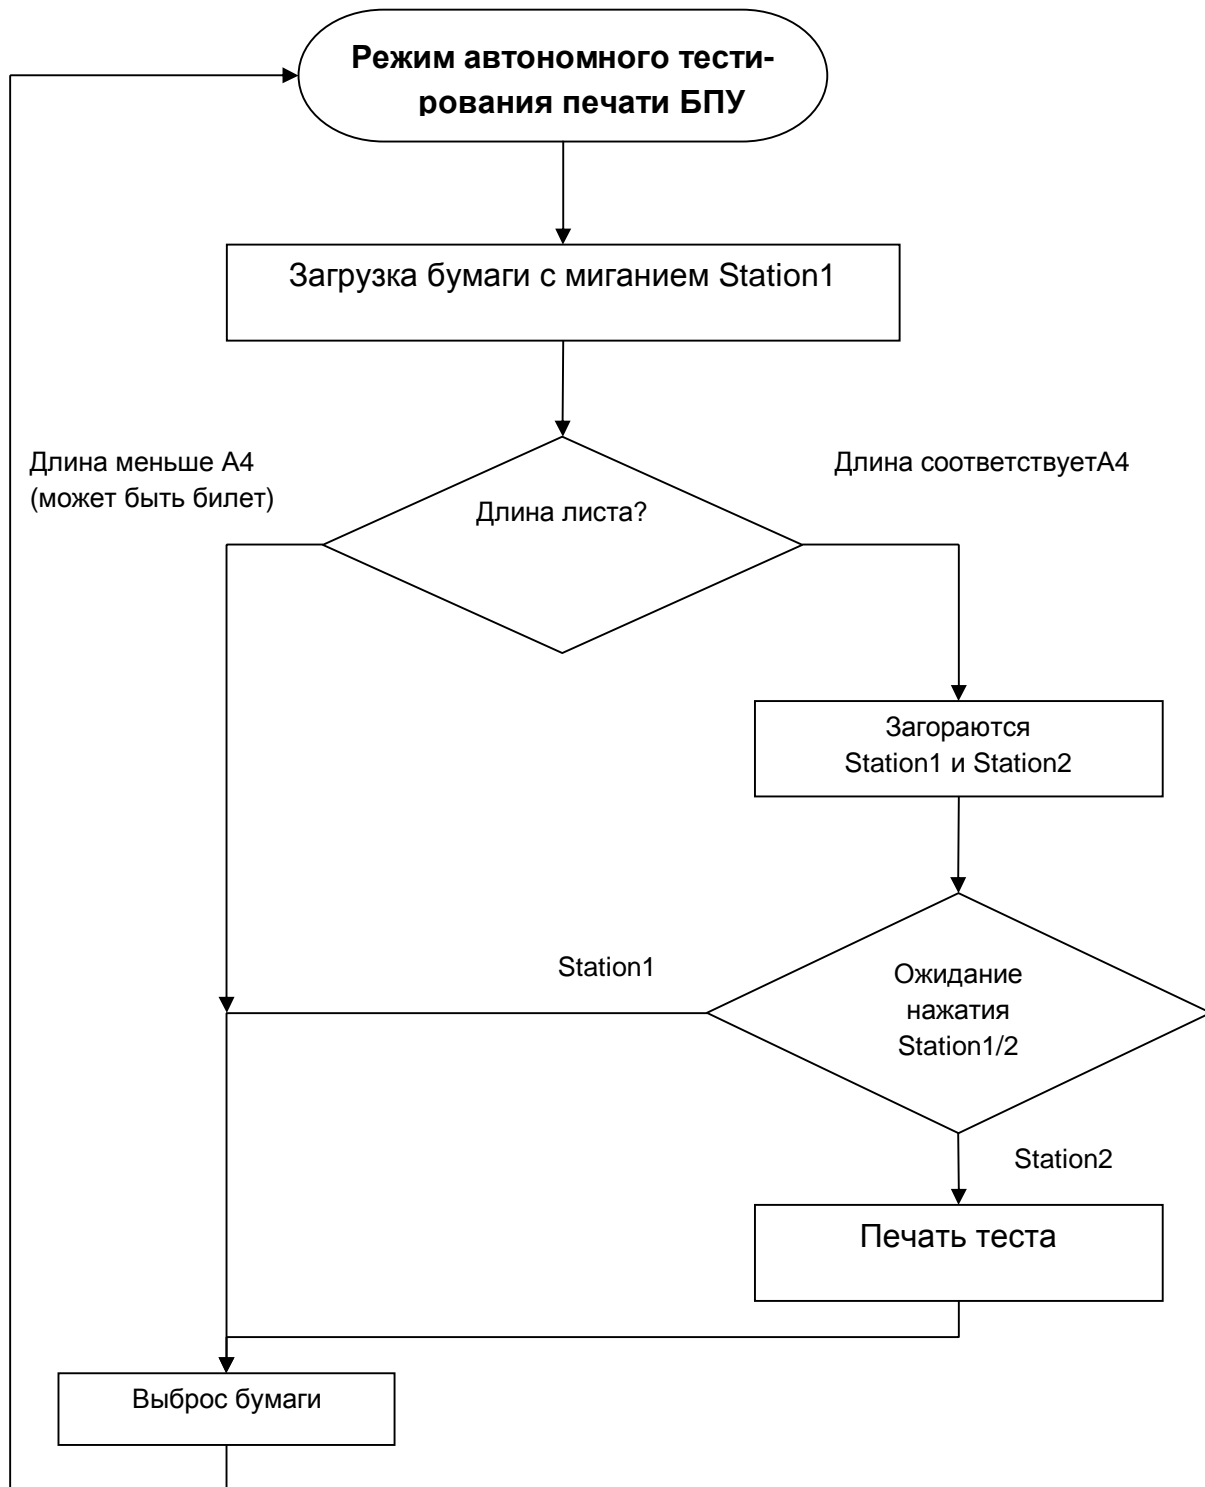 Режим автономного тести-
рования печати БПУ
Загрузка бумаги с миганием Station1
Длина меньше А4
(может быть билет)
Длина соответствуетА4
Длина листа?
Загораются
Station1 и Station2
Station1
Ожидание
нажатия
Station1/2
Station2
Печать теста
Выброс бумаги